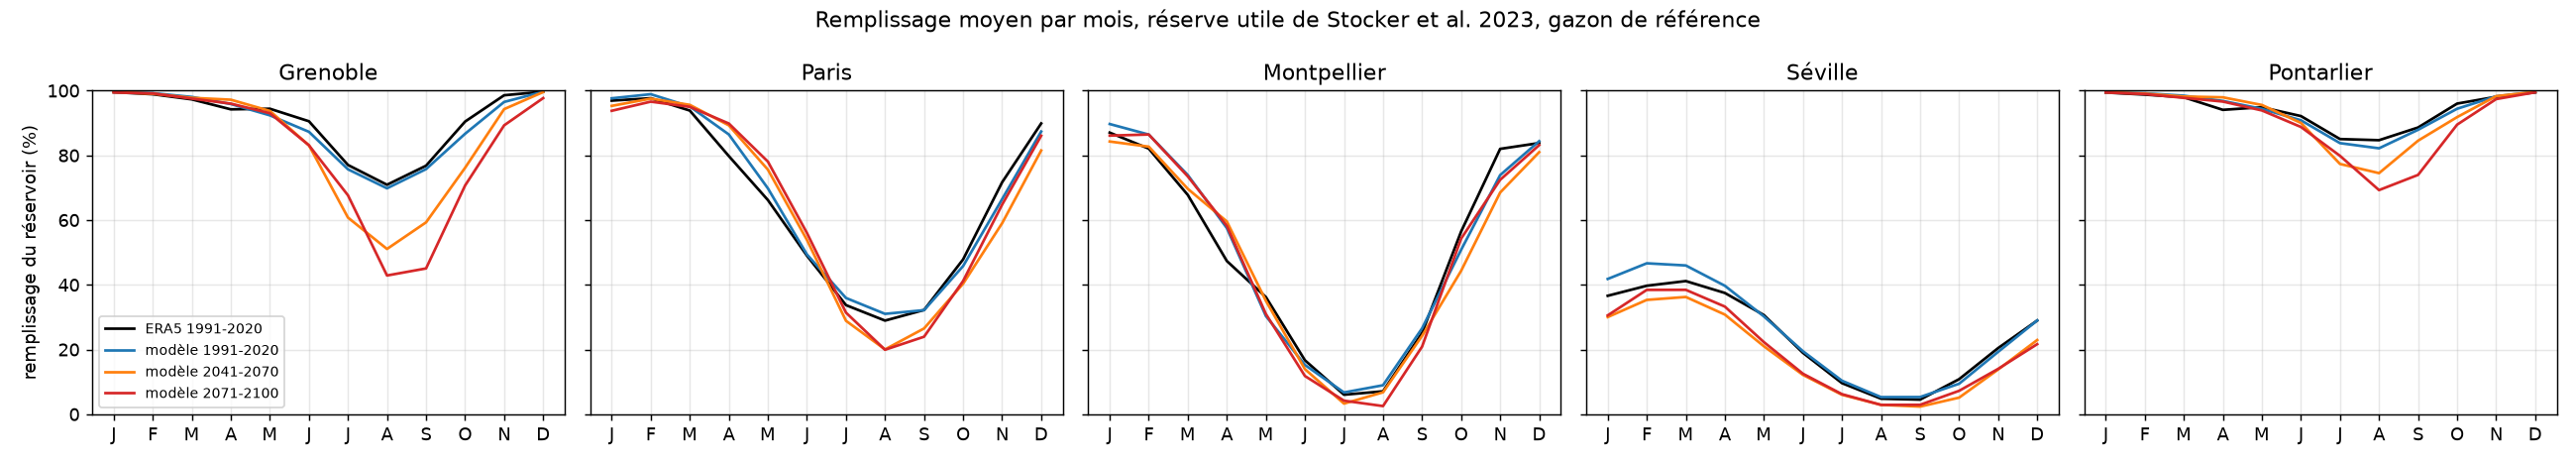 Remplissage moyen par mois, réserve utile de Stocker et al. 2023, gazon de référence
Grenoble
Paris
Montpellier
Séville
Pontarlier
remplissage du réservoir (%)
100
80
60
40
20
0
ERA5 1991-2020
modèle 1991-2020
modèle 2041-2070
modèle 2071-2100
J F M A M J J A S O N D
J F M A M J J A S O N D
J F M A M J J A S O N D
J F M A M J J A S O N D
J F M A M J J A S O N D